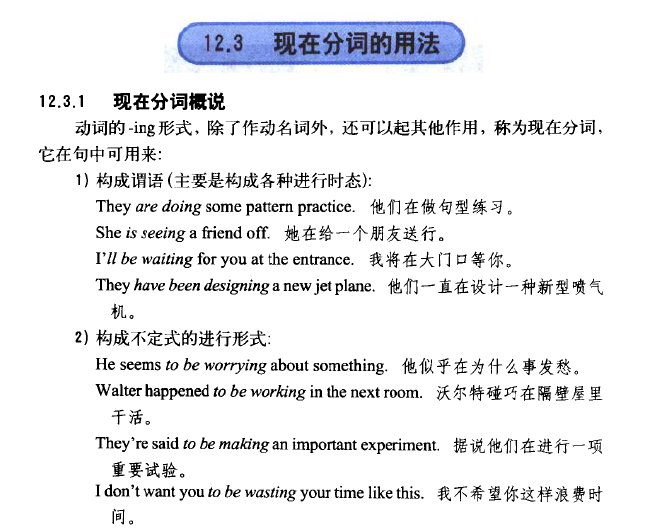 12.3 现在分词的用法
12.3.1 现在分词概说
动词的 -ing 形式，除了作动名词外，还可以起其他作用，称为现在分词，
它在句中可用来:
1) 构成谓语 (主要是构成各种进行时态):
They are doing some pattern practice. 他们在做句型练习。
She is seeing a friend off. 她在给一个朋友送行。
I'll be waiting for you at the entrance. 我将在大门口等你。
They have been designing a new jet plane. 他们一直在设计一种新型喷气
机。
2) 构成不定式的进行形式:
He seems to be worrying about something. 他似乎在为什么事发愁。
Walter happened to be working in the next room. 沃尔特碰巧在隔壁屋里
干活。
They're said to be making an important experiment. 据说他们在进行一项
重要试验。
I don't want you to be wasting your time like this. 我不希望你这样浪费时
间。